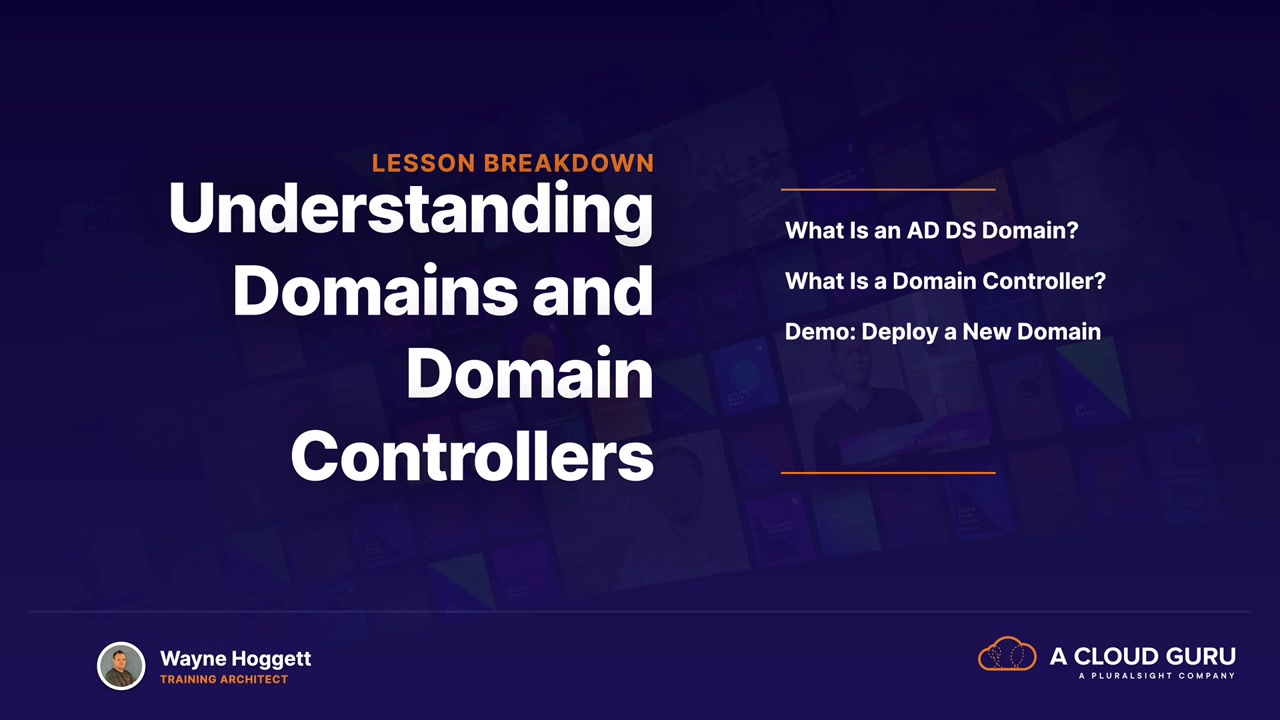 LESSON BREAKDOWN
Understanding
Domains and
Domain
Controllers
What Is an AD DS Domain?
What Is a Domain Controller?
Demo: Deploy a New Domain
Wayne Hoggett
TRAINING ARCHITECT
A CLOUD GURU
A PLURALSIGHT COMPANY